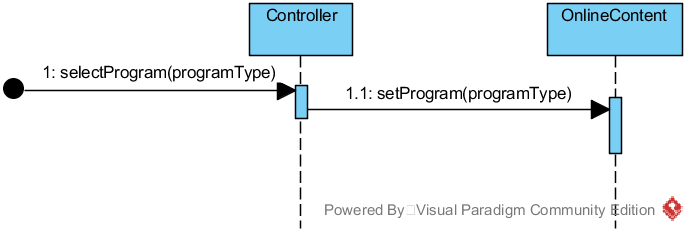 Controller
OnlineContent
1: selectProgram(programType)
1.1: setProgram(programType)
Powered By Visual Paradigm Community Edition